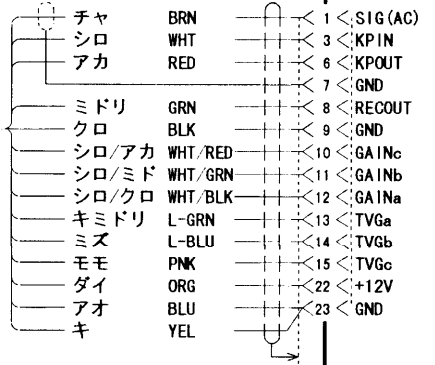 チャ BRN 1 SIG(AC)
シロ WHT 3 KPIN
アカ RED 6 KPOUT
7 GND
ミドリ GRN 8 RECOUT
クロ BLK 9 GND
シロ/アカ WHT/RED 10 GAINc
シロ/ミド WHT/GRN 11 GAINb
シロ/クロ WHT/BLK 12 GAINa
キミドリ L-GRN 13 TVGa
ミズ L-BLU 14 TVGb
モモ PNK 15 TVGc
ダイ ORG 22 +12V
アオ BLU 23 GND
キ YEL